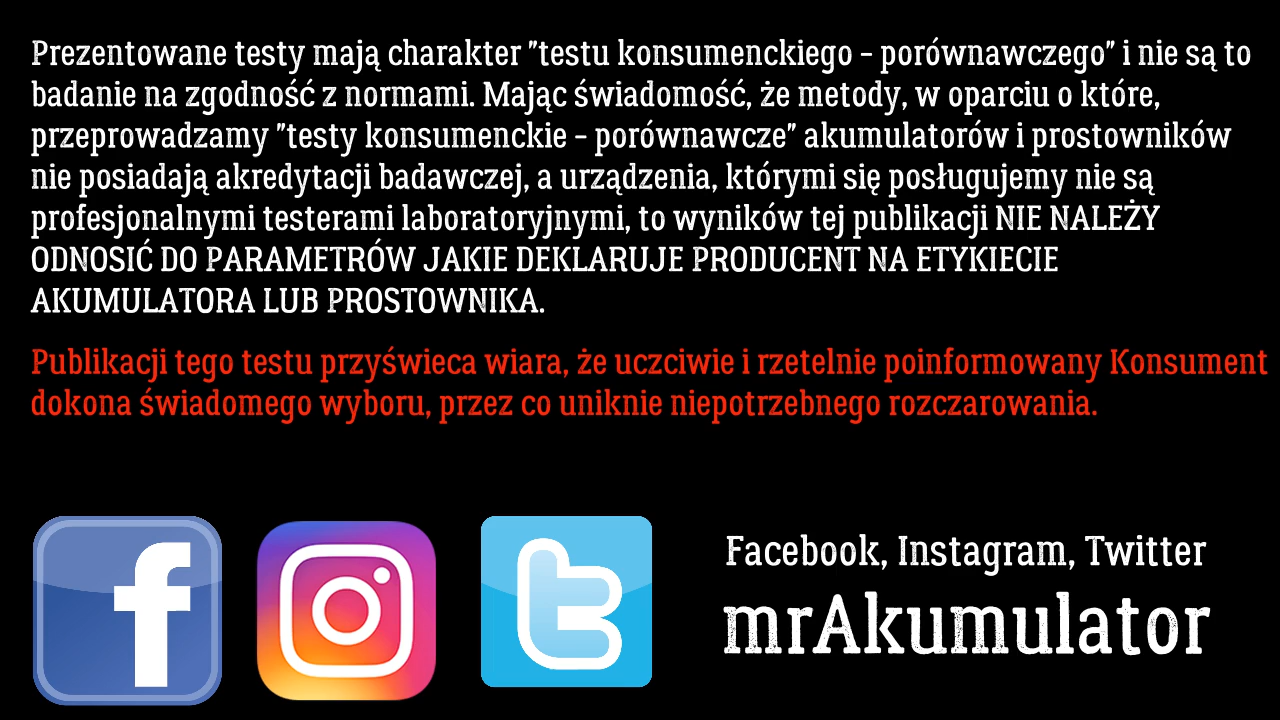 Prezentowane testy mają charakter "testu konsumenckiego - porównawczego" i nie są to
badanie na zgodność z normami. Mając świadomość, że metody, w oparciu o które,
przeprowadzamy "testy konsumenckie - porównawcze" akumulatorów i prostowników
nie posiadają akredytacji badawczej, a urządzenia, którymi się posługujemy nie są
profesjonalnymi testerami laboratoryjnymi, to wyników tej publikacji NIE NALEŻY
ODNOSIĆ DO PARAMETRÓW JAKIE DEKLARUJE PRODUCENT NA ETYKIECIE
AKUMULATORA LUB PROSTOWNIKA.
Publikacji tego testu przyświeca wiara, że uczciwie i rzetelnie poinformowany Konsument
dokona świadomego wyboru, przez co uniknie niepotrzebnego rozczarowania.
Facebook, Instagram, Twitter
mrAkumulator